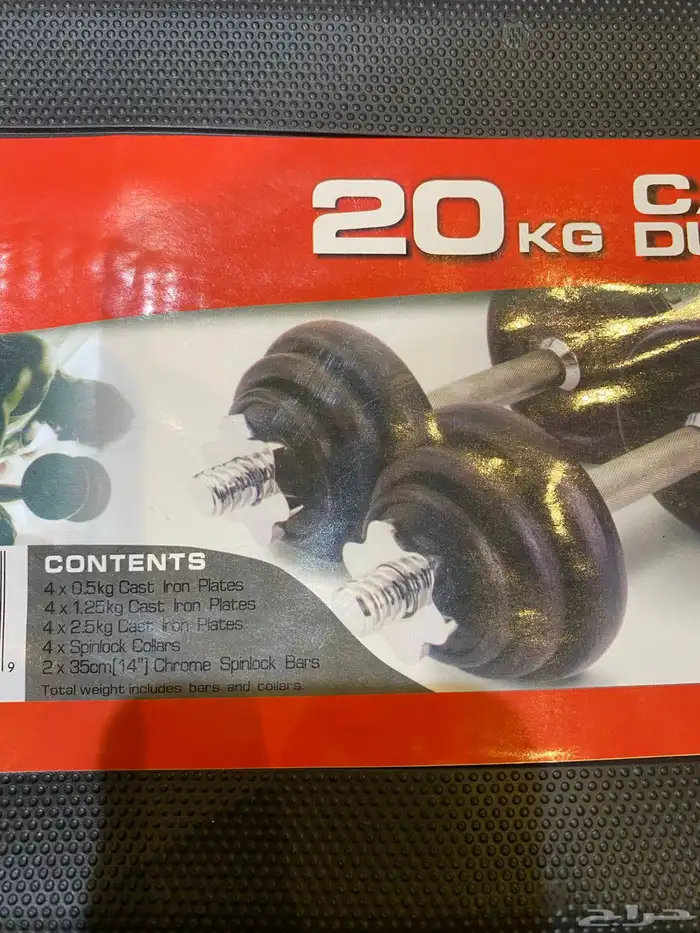 20KG
CONTENTS
4 x 0.5kg Cast Iron Plates
4 x 1.25kg Cast Iron Plates
4 x 2.5kg Cast Iron Plates
4 x Spinlock Collars
2 x 35cm[14"] Chrome Spinlock Bars
Total weight includes bars and collars.
9
حراج